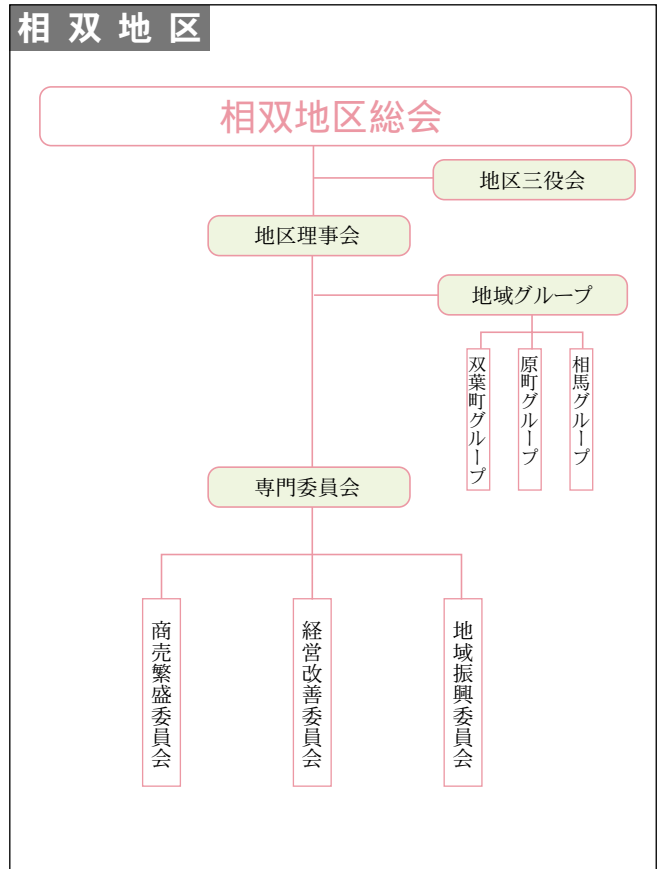 相双地区
相双地区総会
地区三役会
地区理事会
地域グループ
双葉町グループ
原町グループ
相馬グループ
専門委員会
商売繁盛委員会
経営改善委員会
地域振興委員会